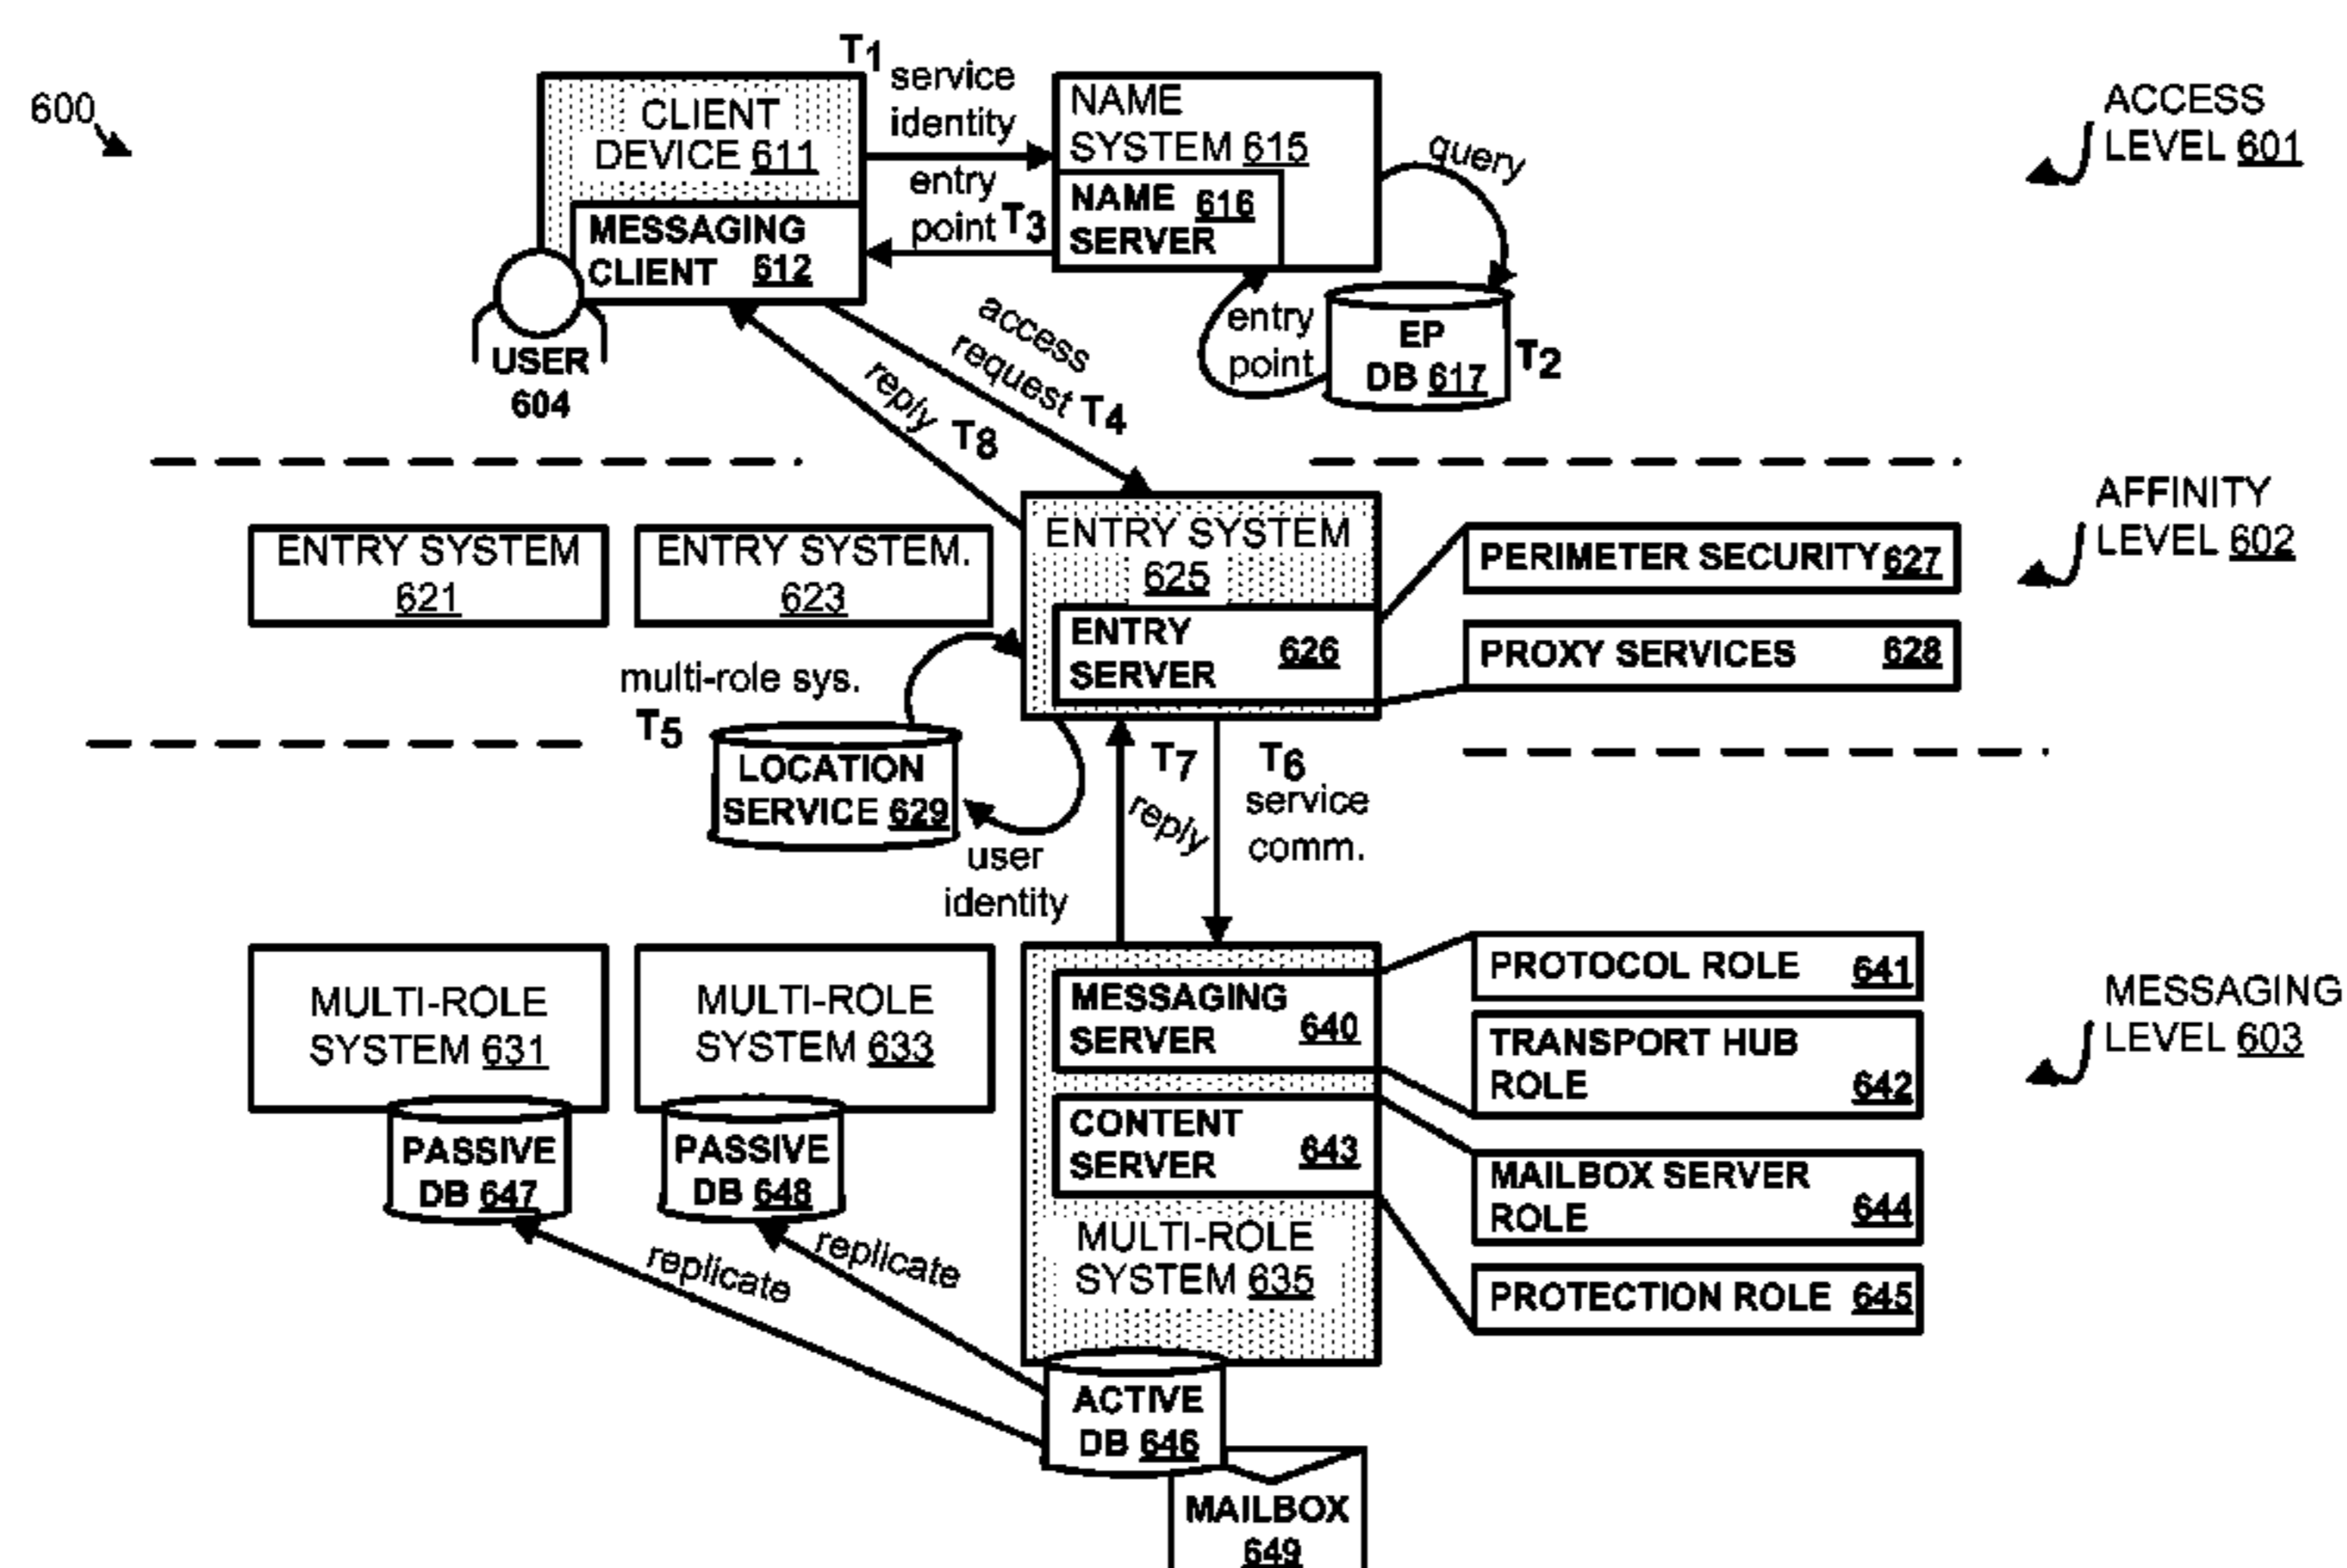 600
T1
service
identity
CLIENT
DEVICE 611
MESSAGING
CLIENT 612
USER
604
entry
point T3
NAME
SYSTEM 615
NAME 616
SERVER
query
entry
point
EP
DB 617
T2
ACCESS
LEVEL 601
access
request T4
reply T8
ENTRY SYSTEM
621
ENTRY SYSTEM.
623
ENTRY SYSTEM
625
ENTRY
SERVER 626
PERIMETER SECURITY 627
PROXY SERVICES 628
AFFINITY
LEVEL 602
multi-role sys.
T5
LOCATION
SERVICE 629
user
identity
T7
reply
T6
service
comm.
MULTI-ROLE
SYSTEM 631
MULTI-ROLE
SYSTEM 633
PASSIVE
DB 647
PASSIVE
DB 648
MESSAGING
SERVER 640
CONTENT
SERVER 643
MULTI-ROLE
SYSTEM 635
PROTOCOL ROLE 641
TRANSPORT HUB
ROLE 642
MAILBOX SERVER
ROLE 644
PROTECTION ROLE 645
MESSAGING
LEVEL 603
replicate
replicate
ACTIVE
DB 646
MAILBOX
649